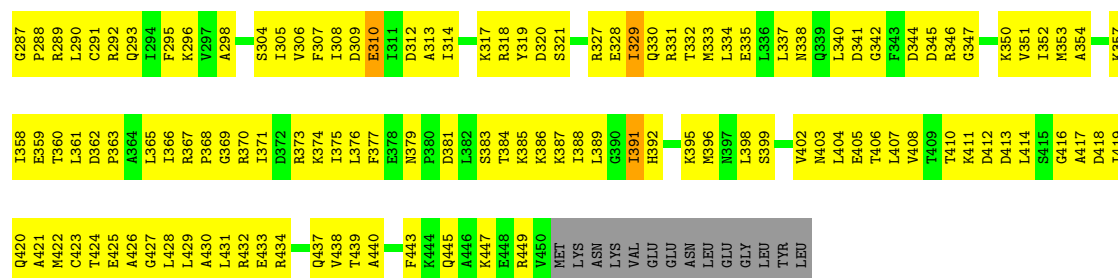 G287 P288 R289 L290 C291 R292 Q293 I294 F295 K296 V297 A298 S304 I305 V306 F307 I308 D309 E310 I311 D312 A313 I314 K317 R318 Y319 D320 S321 R327 E328 I329 Q330 R331 T332 M333 L334 E335 L336 L337 N338 Q339 L340 D341 G342 F343 D344 D345 R346 G347 K350 V351 I352 M353 A354 K357
I358 E359 T360 L361 D362 P363 A364 L365 I366 R367 P368 G369 R370 I371 D372 R373 K374 I375 L376 F377 E378 N379 P380 D381 L382 S383 T384 K385 K386 K387 I388 L389 G390 I391 H392 K395 M396 N397 L398 S399 V402 N403 L404 E405 T406 L407 V408 T409 T410 K411 D412 D413 L414 S415 G416 A417 D418 I419
Q420 A421 M422 C423 T424 E425 A426 G427 L428 L429 A430 L431 R432 E433 R434 Q437 V438 T439 A440 F443 K444 Q445 A446 K447 E448 R449 V450 MET LYS ASN LYS VAL GLU GLU ASN LEU GLU GLY LEU TYR LEU